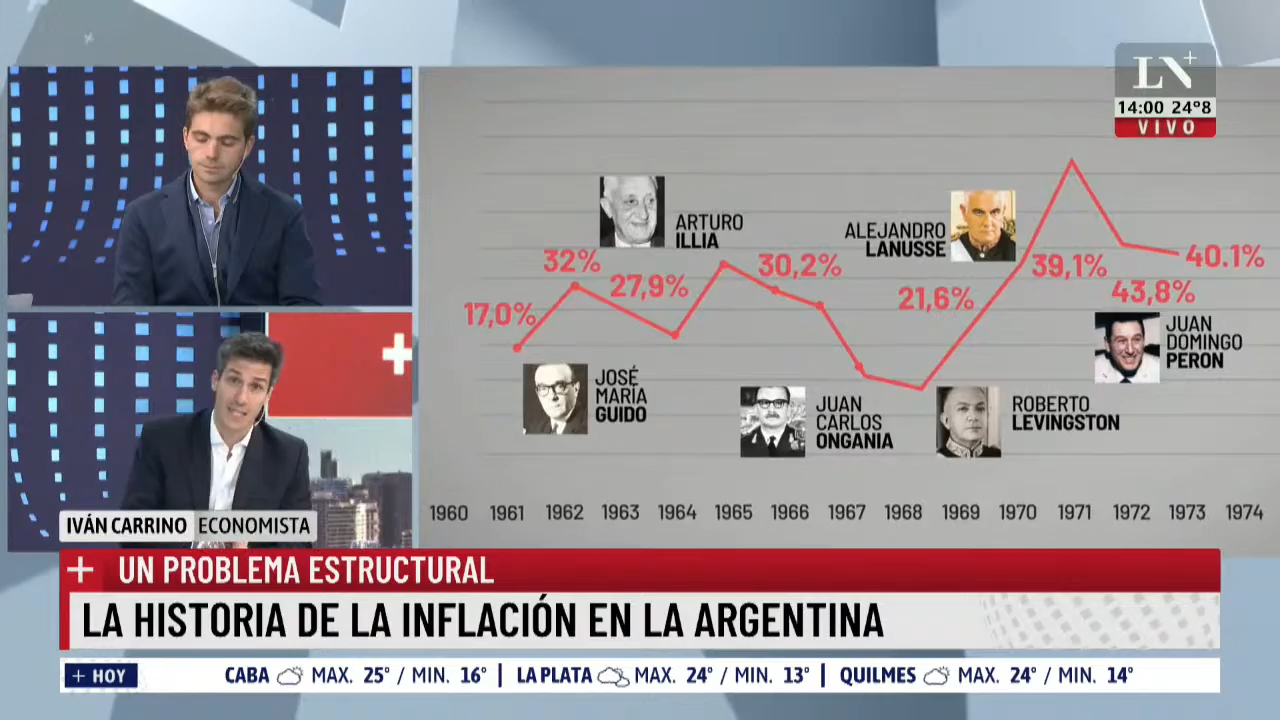 LN+
14:00 24°8
VIVO
ARTURO
ILLIA
ALEJANDRO
LANUSSE
32%
30,2%
39,1%
40.1%
27,9%
21,6%
43,8%
17,0%
JUAN
DOMINGO
PERON
JOSÉ
MARÍA
GUIDO
JUAN
CARLOS
ONGANIA
ROBERTO
LEVINGSTON
1960 1961 1962 1963 1964 1965 1966 1967 1968 1969 1970 1971 1972 1973 1974
IVÁN CARRINO ECONOMISTA
+ UN PROBLEMA ESTRUCTURAL
LA HISTORIA DE LA INFLACIÓN EN LA ARGENTINA
+ HOY CABA MAX. 25° / MIN. 16° | LA PLATA MAX. 24° / MIN. 13° | QUILMES MAX. 24° / MIN. 14°